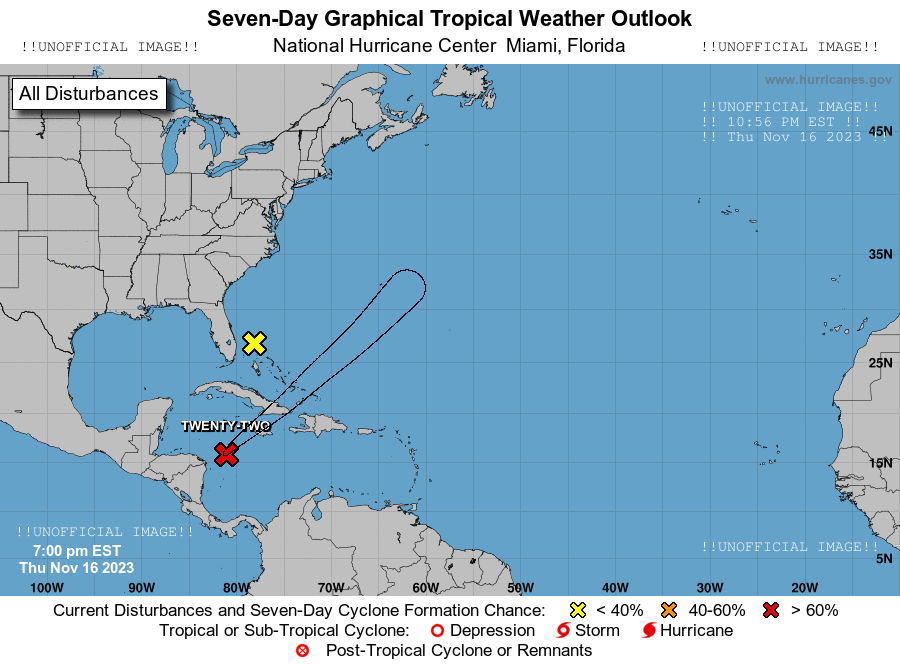 Seven-Day Graphical Tropical Weather Outlook
!!UNOFFICIAL IMAGE!! National Hurricane Center Miami, Florida !!UNOFFICIAL IMAGE!!
All Disturbances
www.hurricanes.gov
!!UNOFFICIAL IMAGE!!
!! 10:56 PM EST !!
!! Thu Nov 16 2023 !!
45N
35N
25N
TWENTY-TWO
15N
!!UNOFFICIAL IMAGE!!
7:00 pm EST
Thu Nov 16 2023
!!UNOFFICIAL IMAGE!!
5N
100W 90W 80W 70W 60W 50W 40W 30W 20W
Current Disturbances and Seven-Day Cyclone Formation Chance: < 40% 40-60% > 60%
Tropical or Sub-Tropical Cyclone: Depression Storm Hurricane
Post-Tropical Cyclone or Remnants